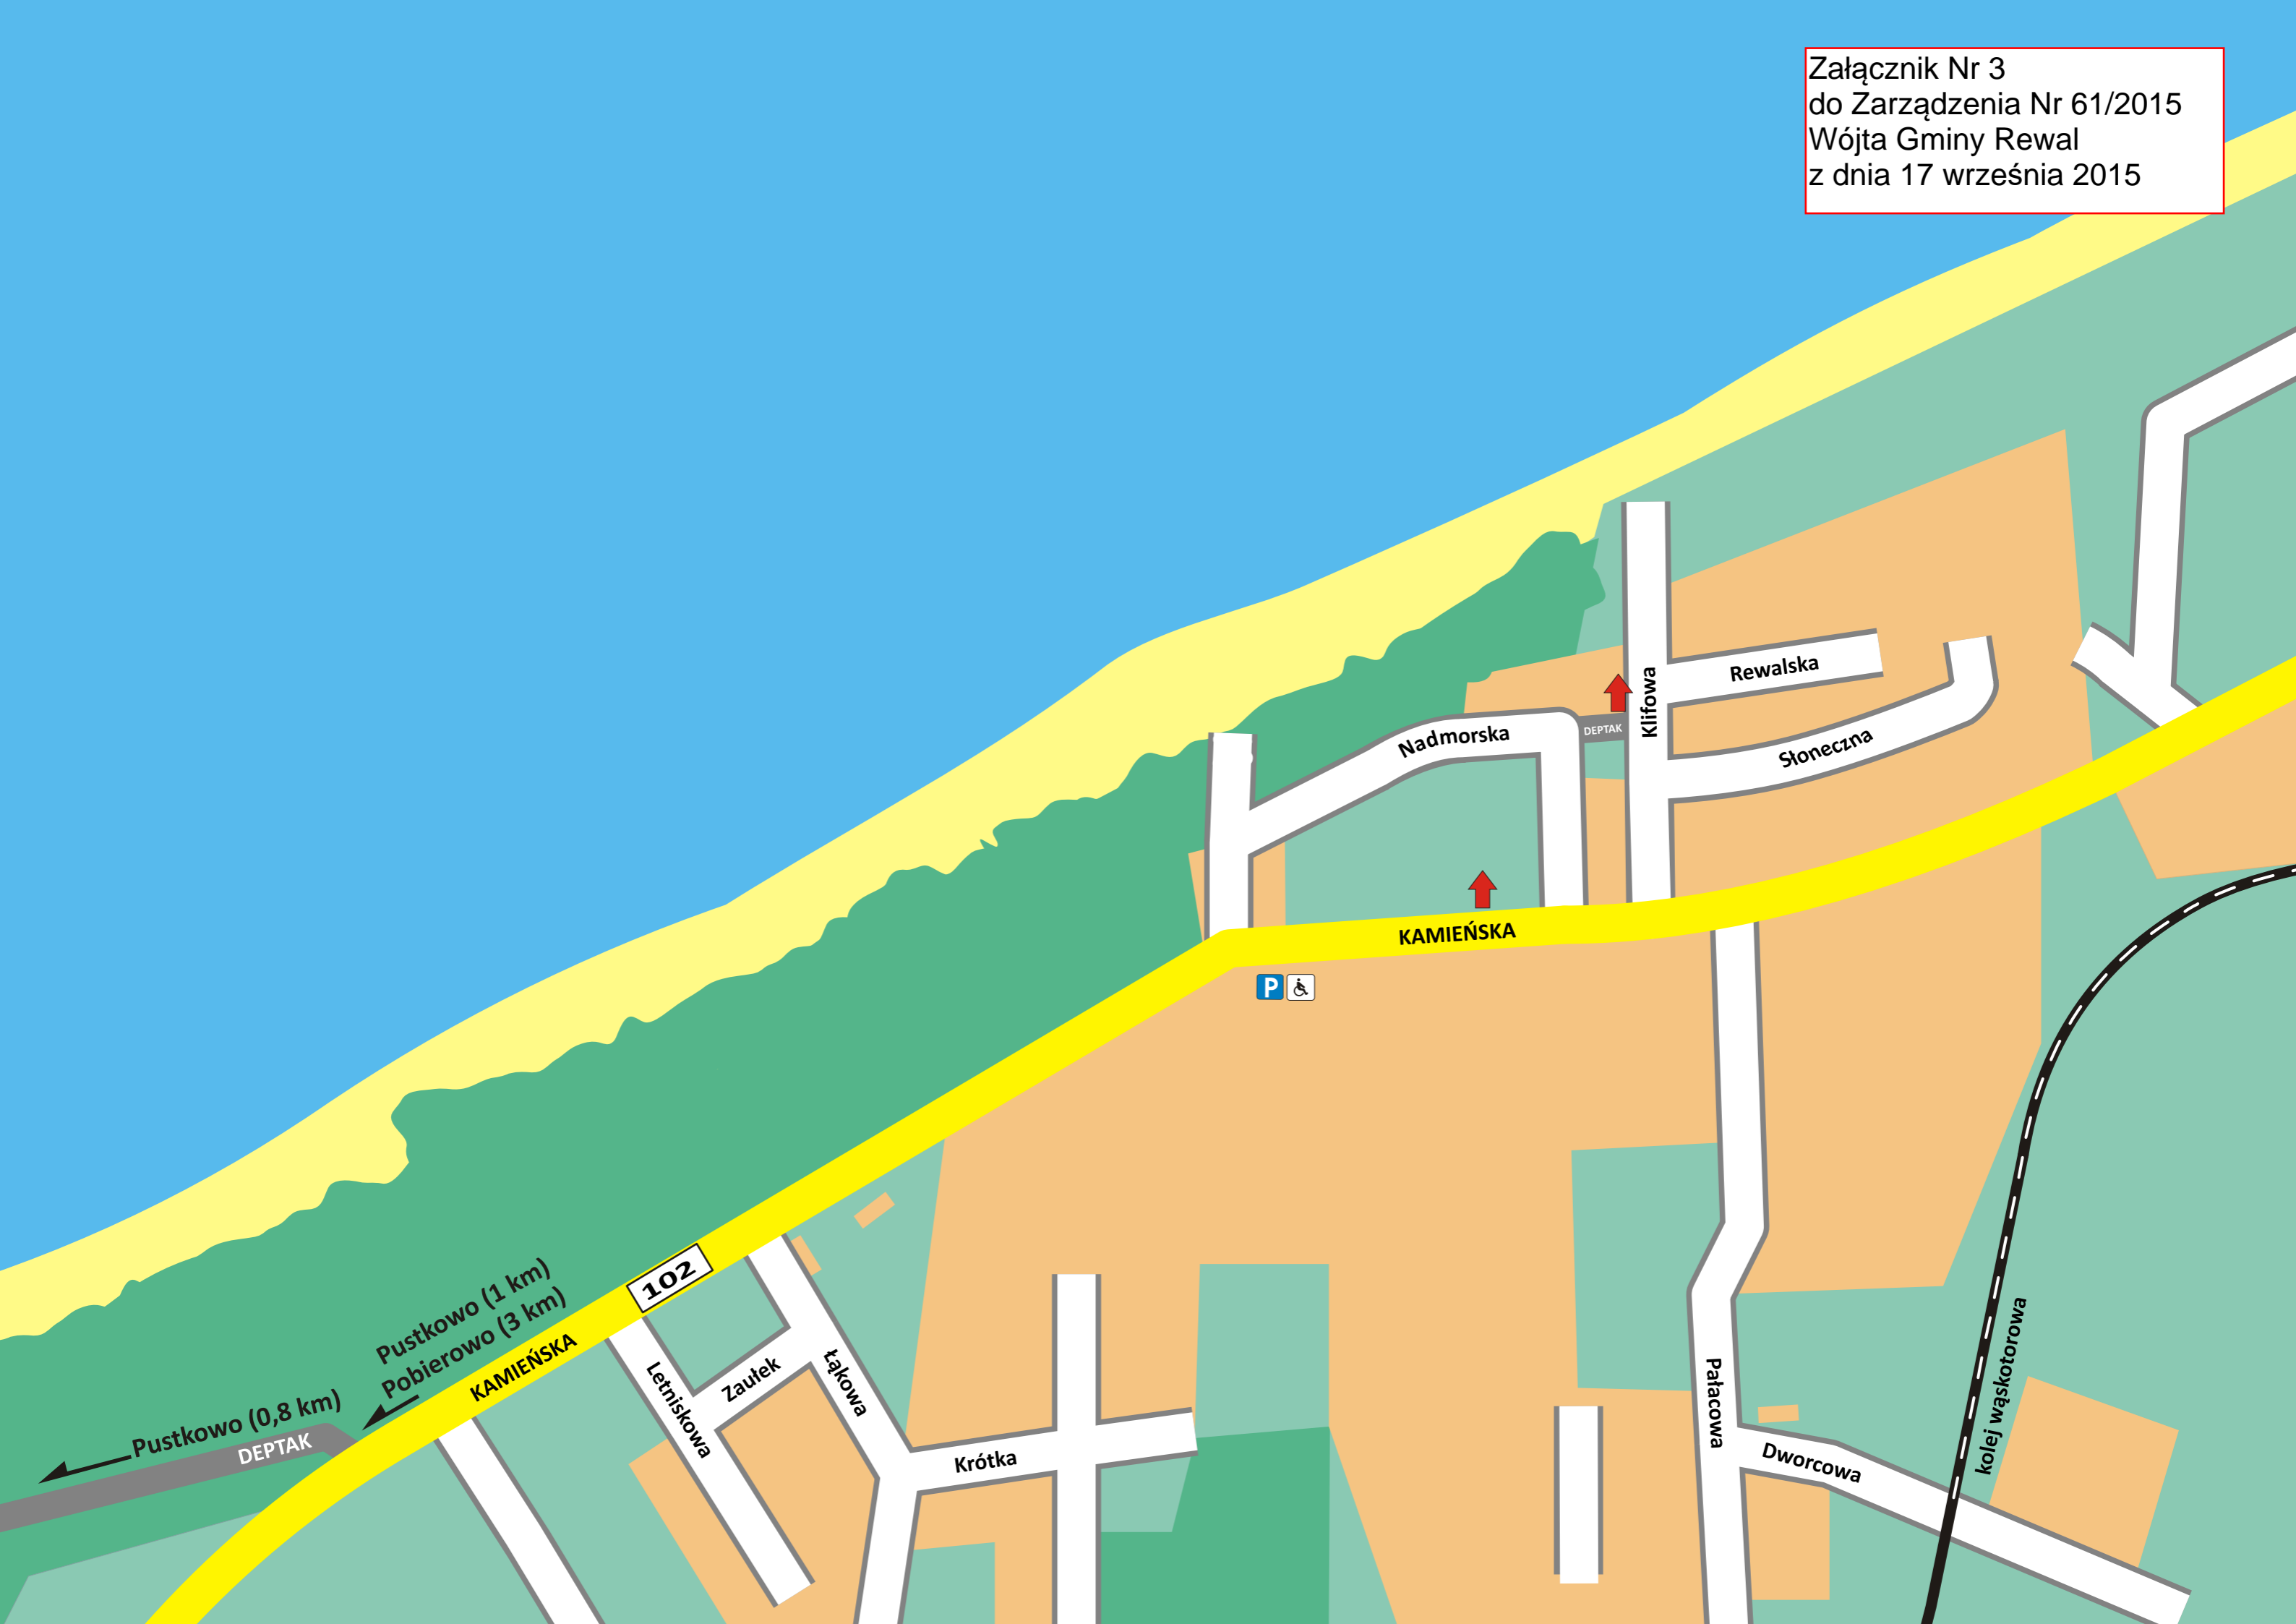 Załącznik Nr 3
do Zarządzenia Nr 61/2015
Wójta Gminy Rewal
z dnia 17 września 2015
Rewalska
Klifowa
Nadmorska
DEPTAK
Słoneczna
KAMIEŃSKA
P
102
Pustkowo (1 km)
Pobierowo (3 km)
KAMIEŃSKA
Pustkowo (0,8 km)
DEPTAK
Letniskowa
Zaułek
Łąkowa
Krótka
Pałacowa
Dworcowa
kolej wąskotorowa